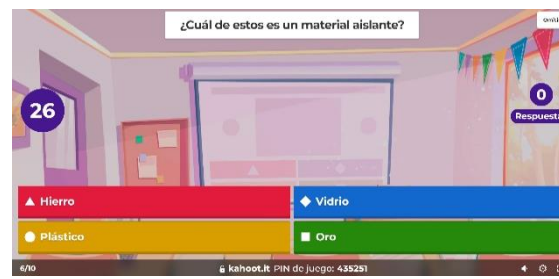 ¿Cuál de estos es un material aislante?
26
0
Respuesta
Hierro
Vidrio
Plástico
Oro
6/10
kahoot.it PIN de juego: 435251